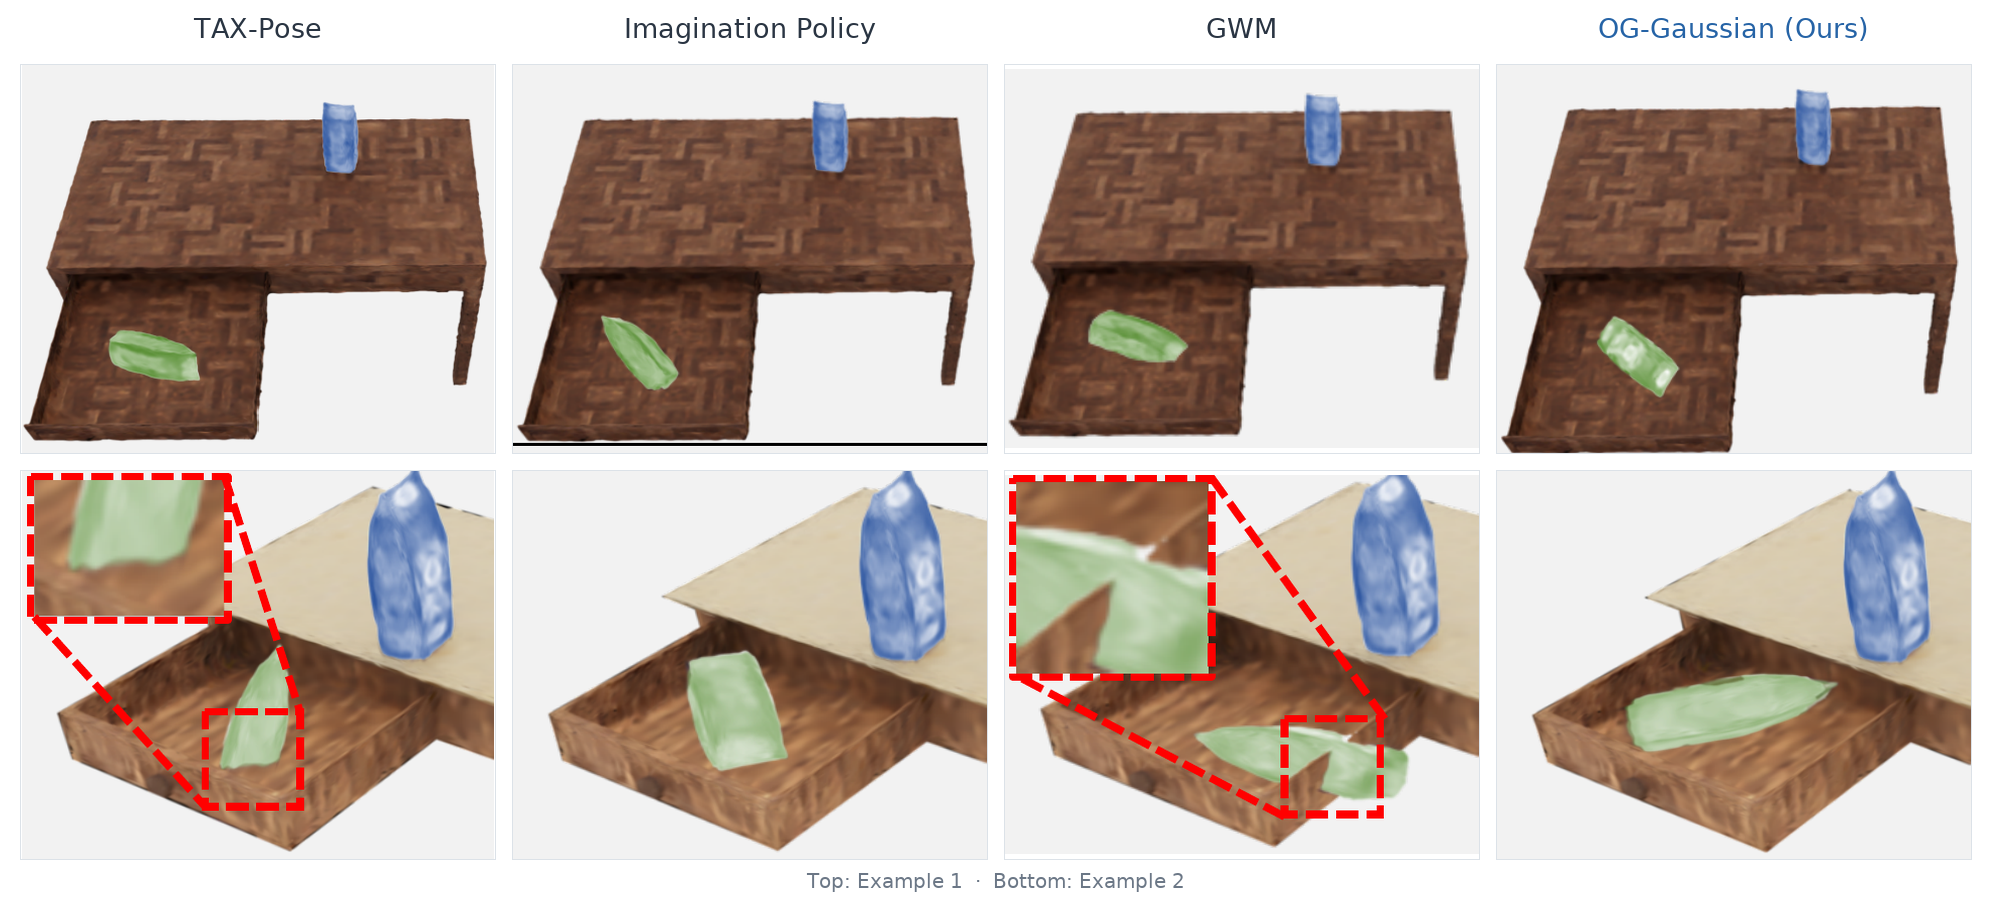 TAX-Pose
Imagination Policy
GWM
OG-Gaussian (Ours)
Top: Example 1 · Bottom: Example 2